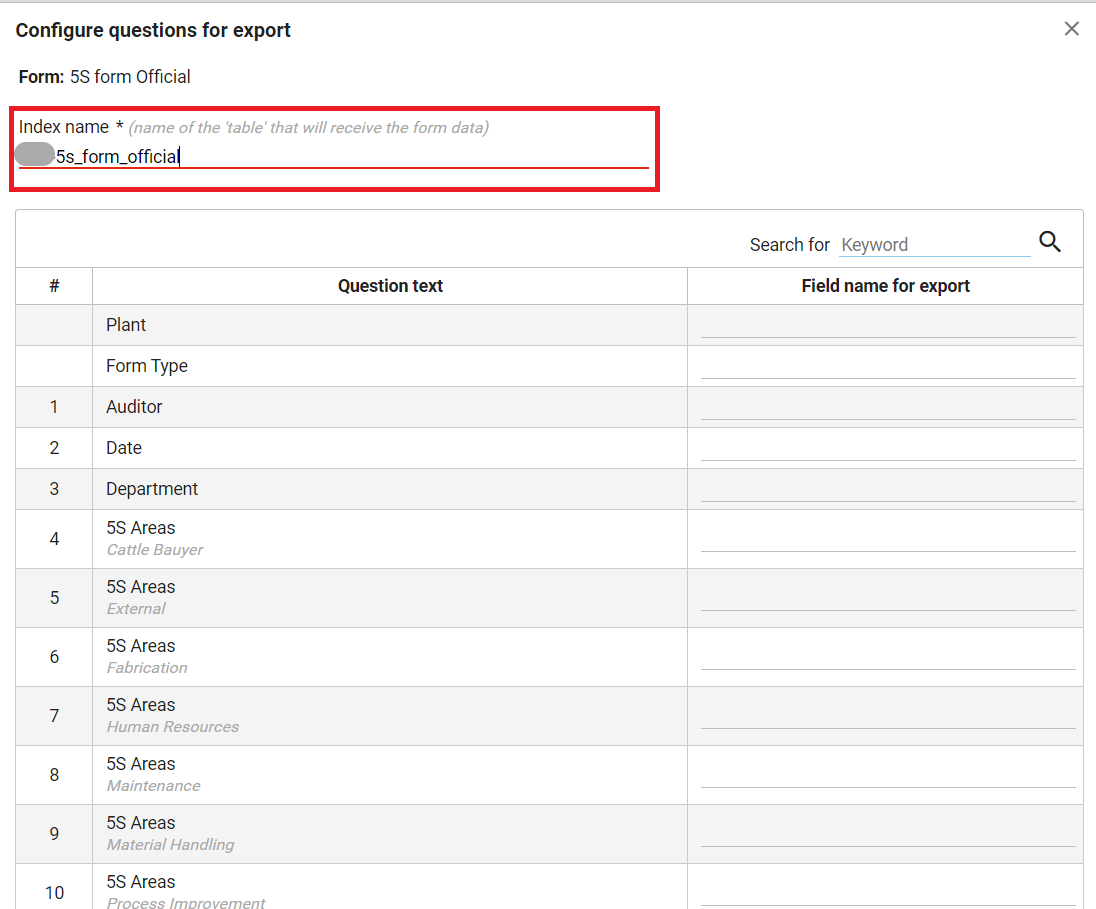 Configure questions for export
Form: 5S form Official
Index name * (name of the 'table' that will receive the form data)
5s_form_official
Search for Keyword
# Question text Field name for export
Plant
Form Type
1 Auditor
2 Date
3 Department
4 5S Areas
Cattle Bauyer
5 5S Areas
External
6 5S Areas
Fabrication
7 5S Areas
Human Resources
8 5S Areas
Maintenance
9 5S Areas
Material Handling
10 5S Areas
Process Improvement